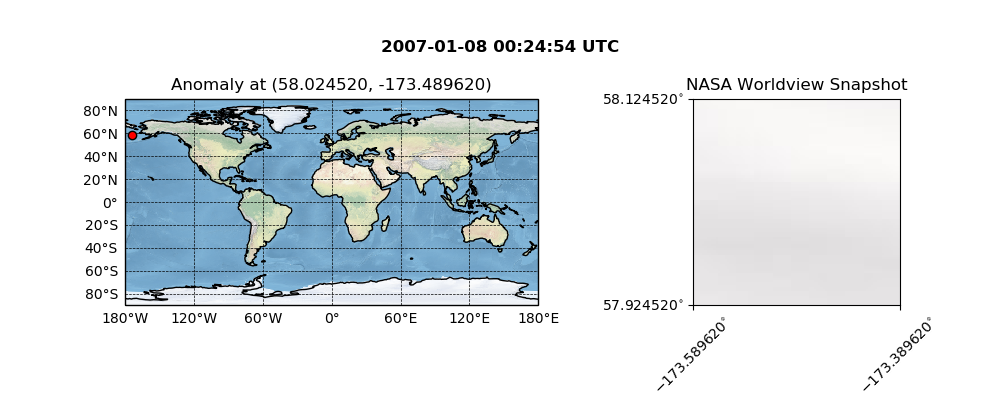 2007-01-08 00:24:54 UTC
Anomaly at (58.024520, -173.489620)
80°N
60°N
40°N
20°N
0°
20°S
40°S
60°S
80°S
180°W 120°W 60°W 0° 60°E 120°E 180°E
NASA Worldview Snapshot
58.124520°
57.924520°
−173.589620°
−173.389620°